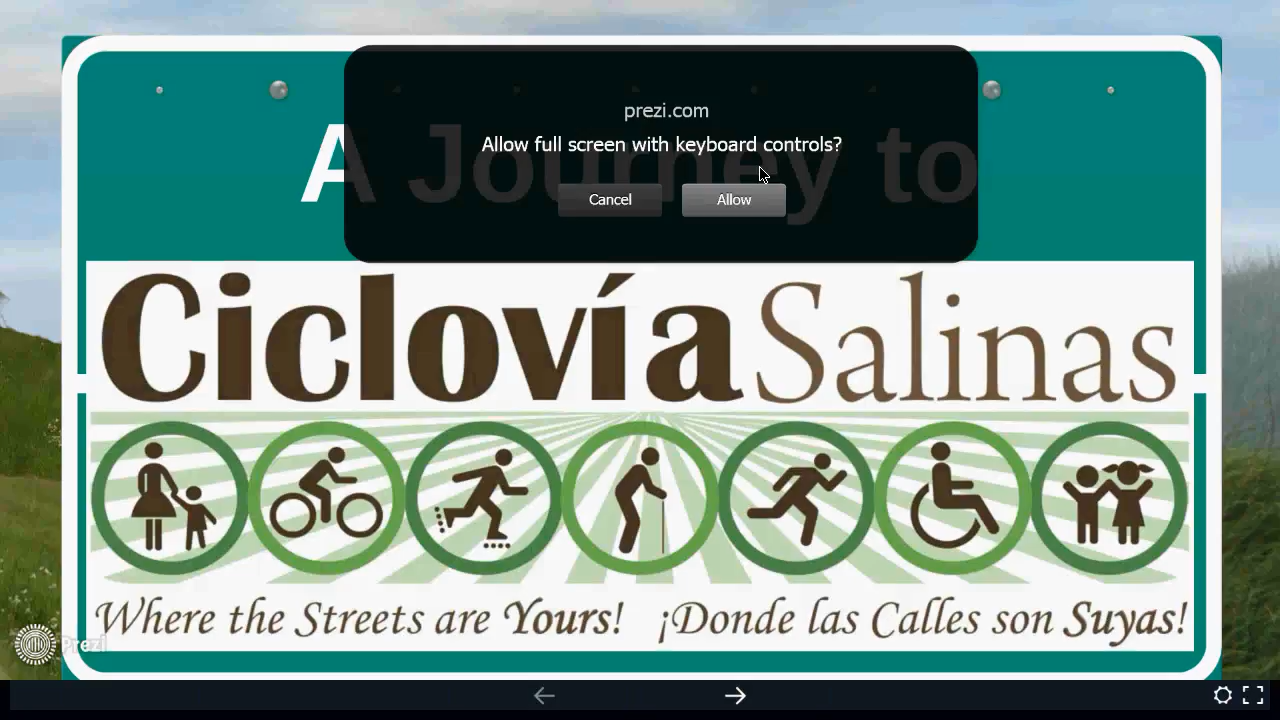 prezi.com
Allow full screen with keyboard controls?
A Journey to
Cancel
Allow
Ciclovía Salinas
Where the Streets are Yours! ¡Donde las Calles son Suyas!
Prezi